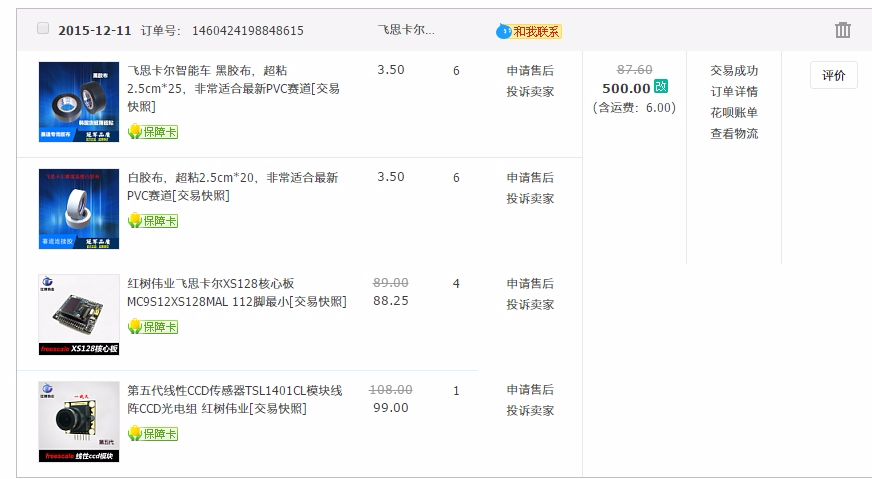 2015-12-11 订单号： 1460424198848615 飞思卡尔... 和我联系
黑胶布
赛道专用胶布
冠军品质
飞思卡尔智能车 黑胶布，超粘
2.5cm*25，非常适合最新PVC赛道[交易
快照]
保障卡
3.50
6
申请售后
投诉卖家
87.60
500.00 改
(含运费：6.00)
交易成功
订单详情
花呗账单
查看物流
评价
赛道连接胶
冠军品质
白胶布，超粘2.5cm*20，非常适合最新
PVC赛道[交易快照]
保障卡
3.50
6
申请售后
投诉卖家
红树伟业
freescale XS128核心板
红树伟业飞思卡尔XS128核心板
MC9S12XS128MAL 112脚最小[交易快照]
保障卡
89.00
88.25
4
申请售后
投诉卖家
红树伟业
一线天
第五代
freescale 线性ccd模块
第五代线性CCD传感器TSL1401CL模块线
阵CCD光电组 红树伟业[交易快照]
保障卡
108.00
99.00
1
申请售后
投诉卖家